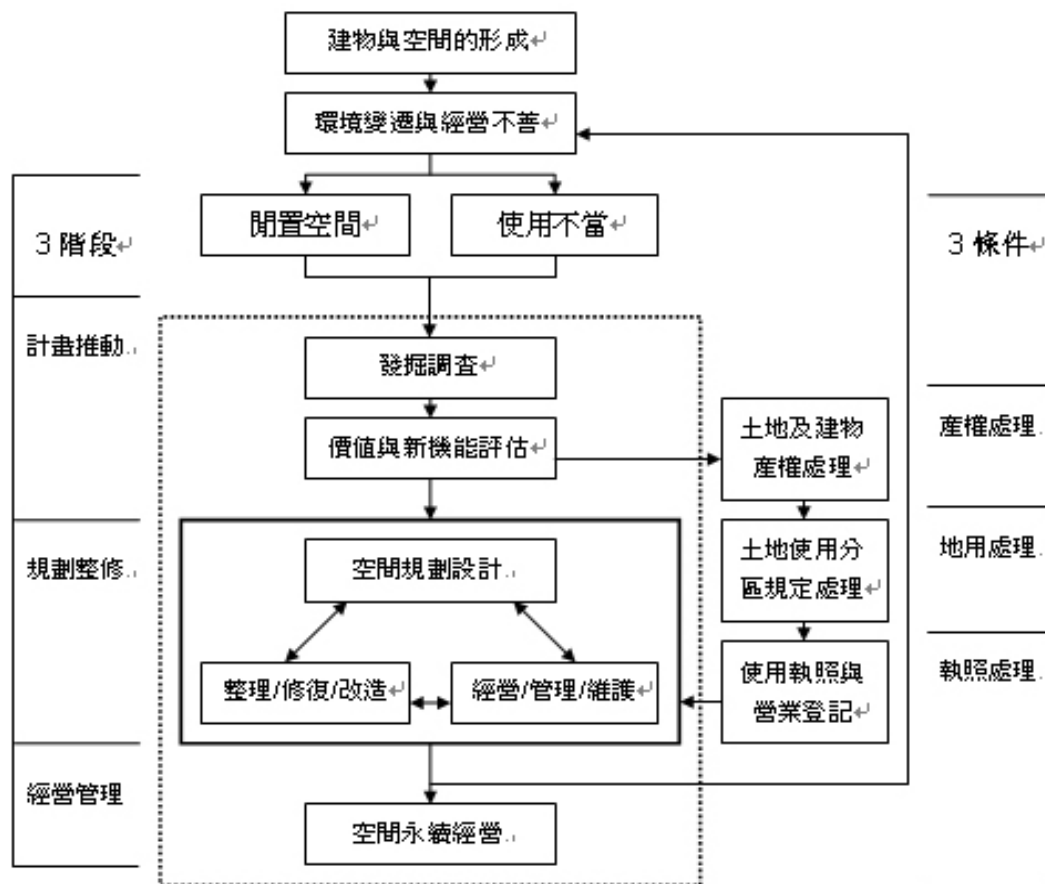 建物與空間的形成
環境變遷與經營不善
閒置空間
使用不當
3 階段
3 條件
計畫推動
發掘調查
價值與新機能評估
土地及建物
產權處理
產權處理
規劃整修
空間規劃設計
土地使用分
區規定處理
地用處理
整理/修復/改造
經營/管理/維護
使用執照與
營業登記
執照處理
經營管理
空間永續經營